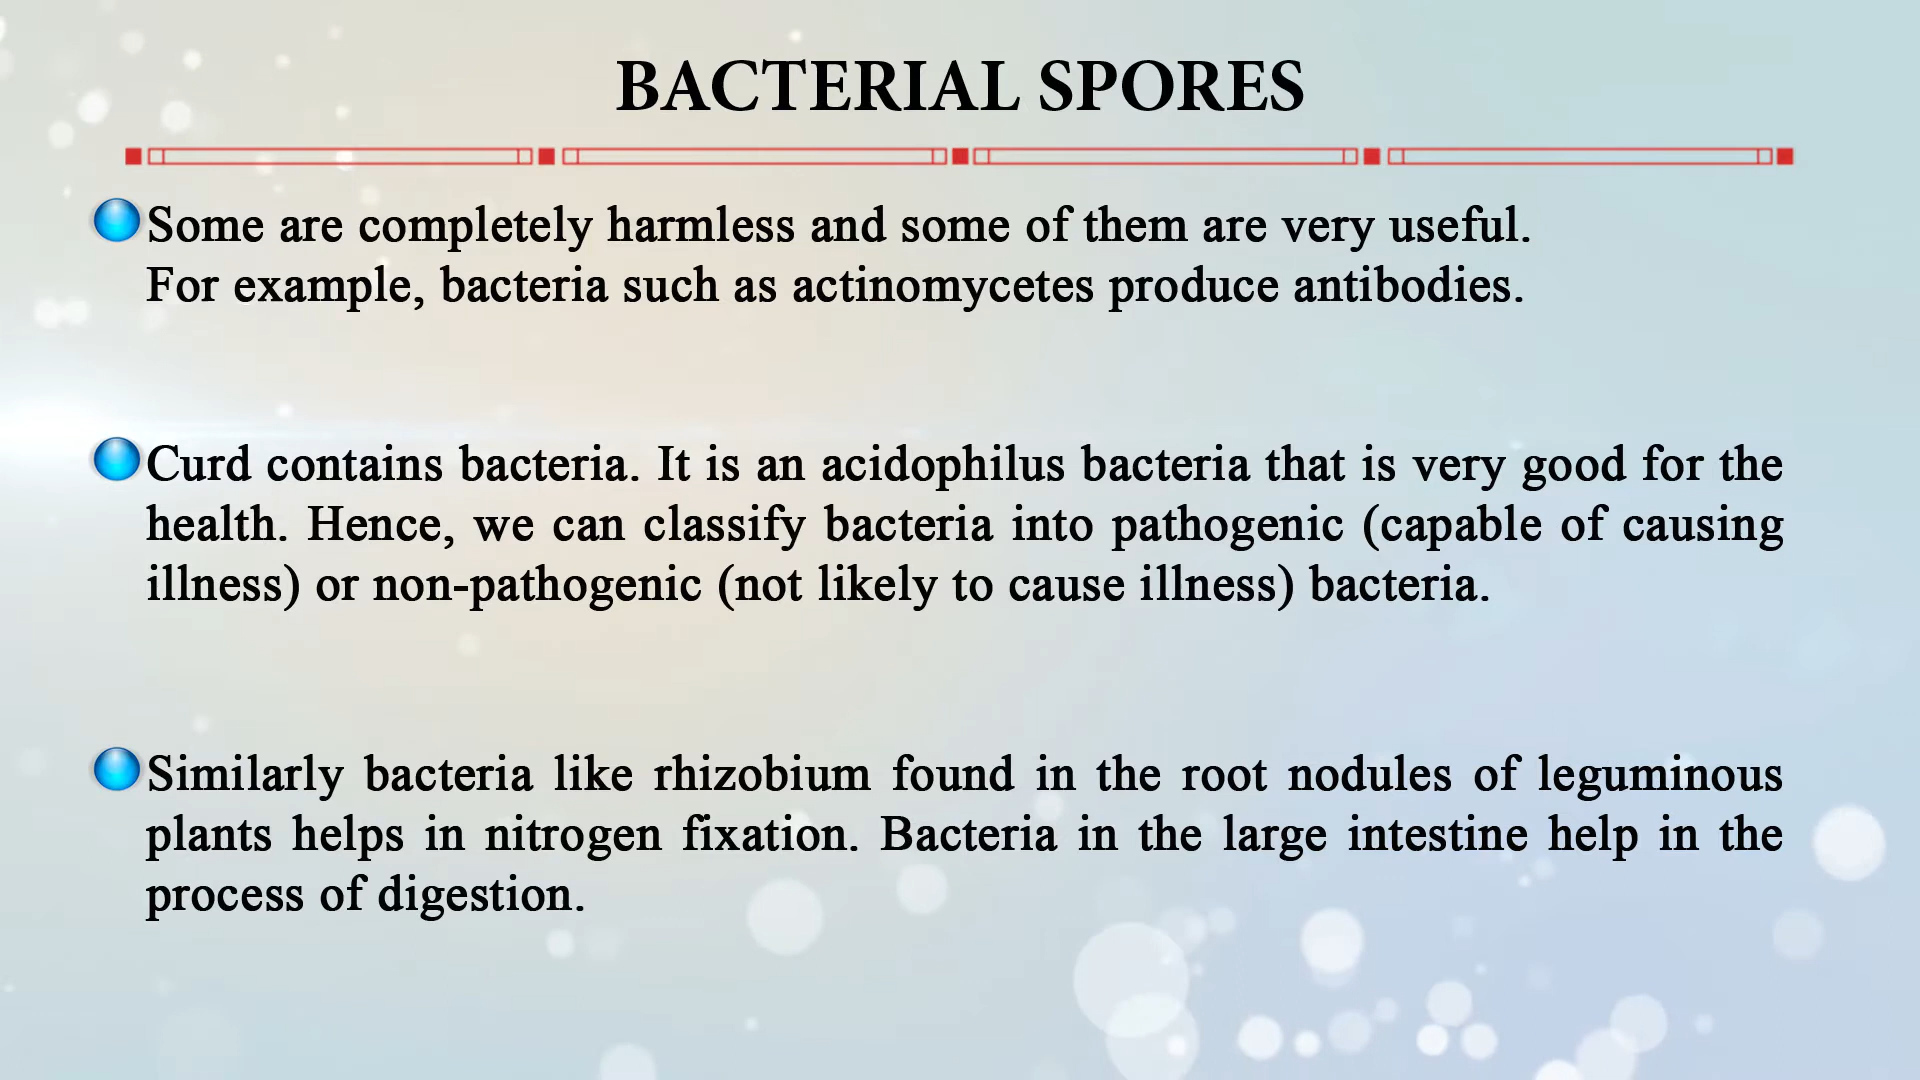 BACTERIAL SPORES
Some are completely harmless and some of them are very useful.
For example, bacteria such as actinomycetes produce antibodies.
Curd contains bacteria. It is an acidophilus bacteria that is very good for the
health. Hence, we can classify bacteria into pathogenic (capable of causing
illness) or non-pathogenic (not likely to cause illness) bacteria.
Similarly bacteria like rhizobium found in the root nodules of leguminous
plants helps in nitrogen fixation. Bacteria in the large intestine help in the
process of digestion.